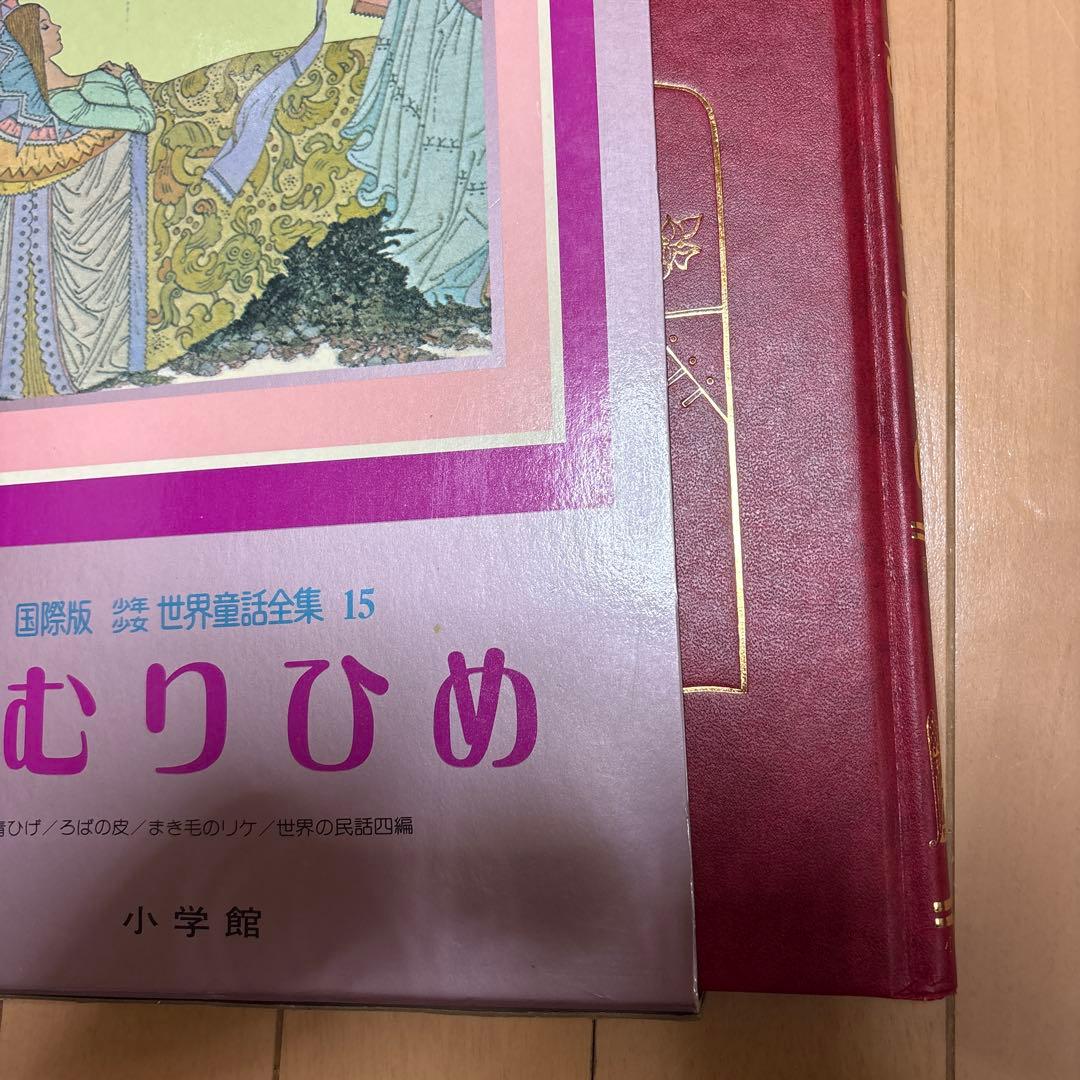 国際版 少年少女 世界童話全集 15
むりひめ
青ひげ/ろばの皮/まき毛のリケ/世界の民話四編
小学館